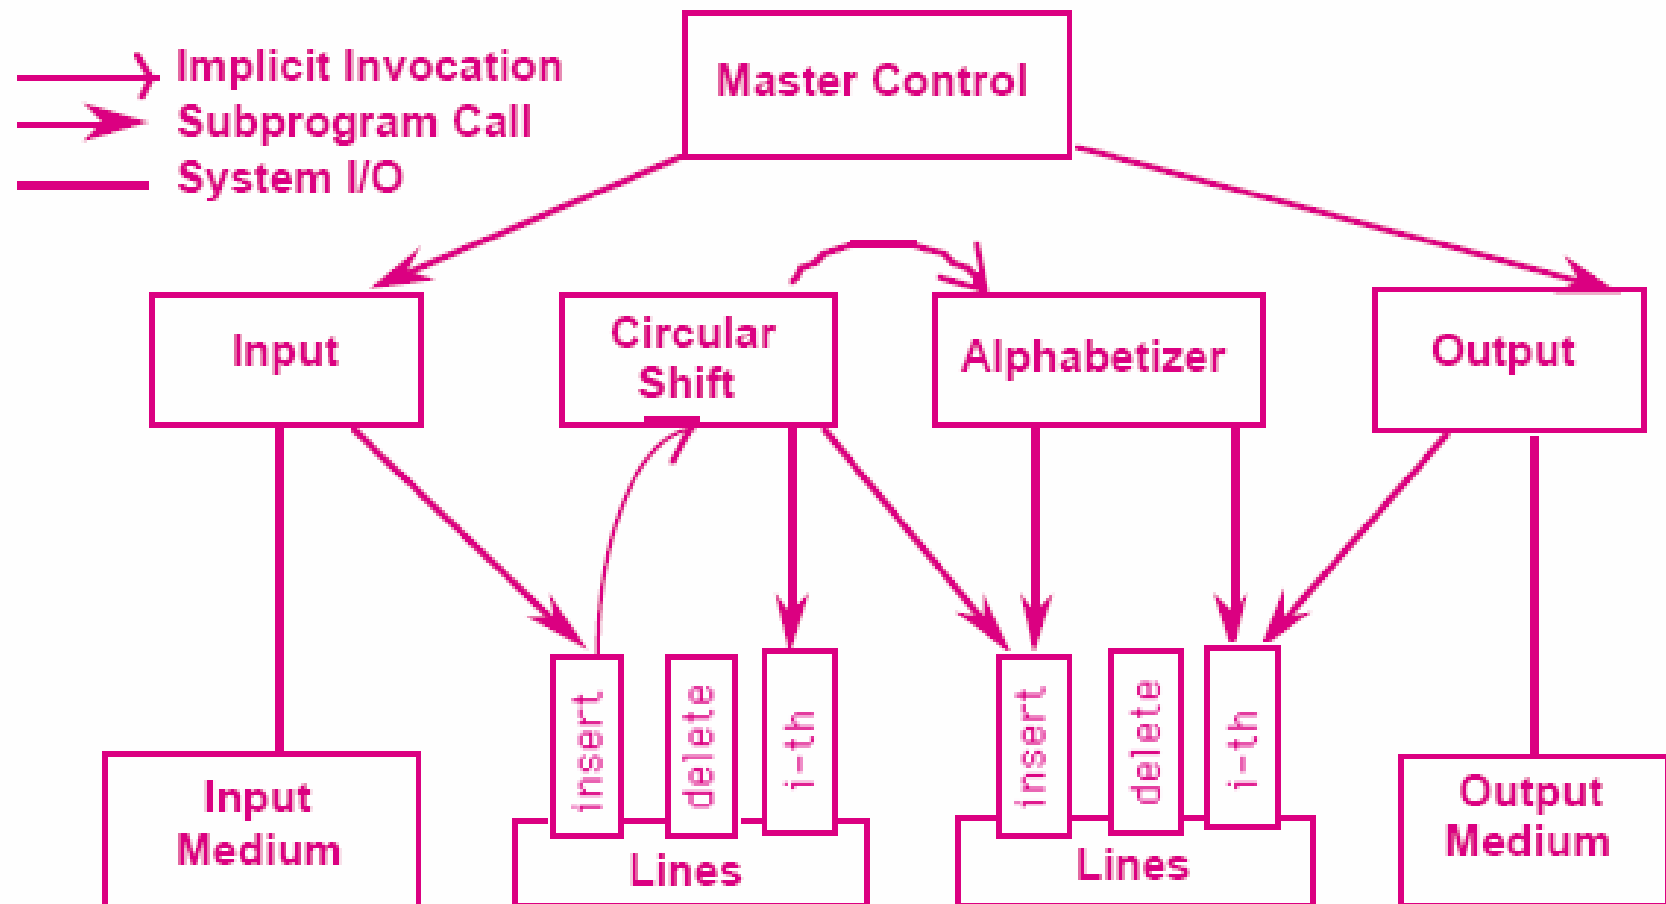 Implicit Invocation
Subprogram Call
System I/O
Master Control
Input
Circular
Shift
Alphabetizer
Output
insert
delete
i-th
insert
delete
i-th
Input
Medium
Lines
Lines
Output
Medium